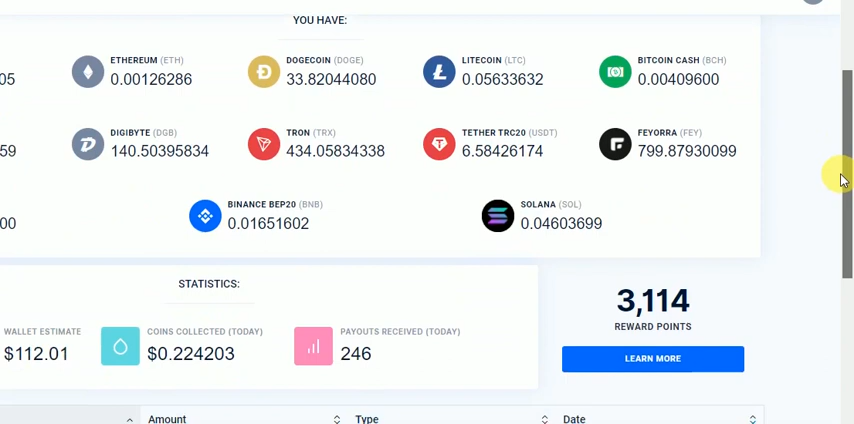 YOU HAVE:
ETHEREUM (ETH) DOGECOIN (DOGE) LITECOIN (LTC) BITCOIN CASH (BCH)
05 0.00126286 33.82044080 0.05633632 0.00409600
DIGIBYTE (DGB) TRON (TRX) TETHER TRC20 (USDT) FEYORRA (FEY)
59 140.50395834 434.05834338 6.58426174 799.87930099
BINANCE BEP20 (BNB) SOLANA (SOL)
00 0.01651602 0.04603699
STATISTICS:
3,114
REWARD POINTS
WALLET ESTIMATE COINS COLLECTED (TODAY) PAYOUTS RECEIVED (TODAY)
$112.01 $0.224203 246
LEARN MORE
Amount Type Date